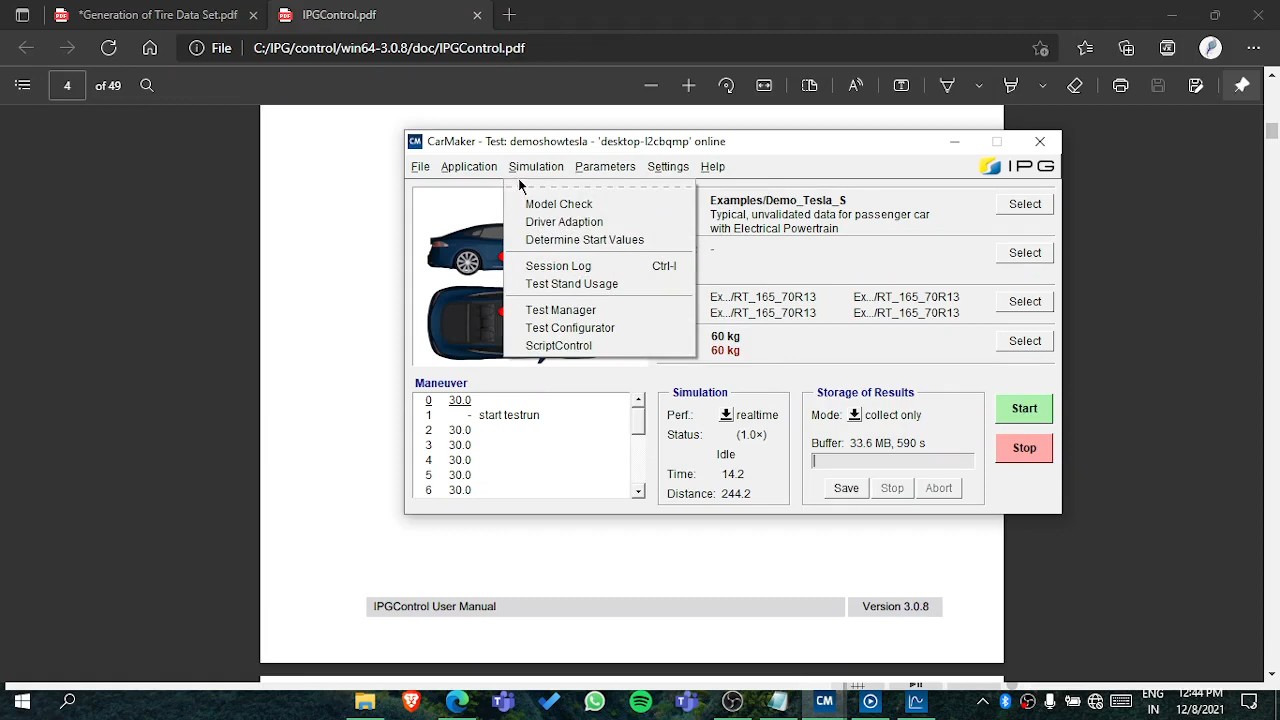 *Generation of Tire Data Set.pdf
IPGControl.pdf
File
C:/IPG/control/win64-3.0.8/doc/IPGControl.pdf
4 of 49
CM CarMaker - Test: demoshowtesla - 'desktop-l2cbqmp' online
File Application Simulation Parameters Settings Help
IPG
Model Check
Driver Adaption
Determine Start Values
Session Log Ctrl-I
Test Stand Usage
Test Manager
Test Configurator
ScriptControl
Examples/Demo_Tesla_S
Typical, unvalidated data for passenger car
with Electrical Powertrain
Select
-
Select
Ex.../RT_165_70R13 Ex.../RT_165_70R13
Ex.../RT_165_70R13 Ex.../RT_165_70R13
Select
60 kg
60 kg
Select
Maneuver
0 30.0
1 - start testrun
2 30.0
3 30.0
4 30.0
5 30.0
6 30.0
Simulation
Perf.: realtime
Status: (1.0×)
Idle
Time: 14.2
Distance: 244.2
Storage of Results
Mode: collect only
Buffer: 33.6 MB, 590 s
Save Stop Abort
Start
Stop
IPGControl User Manual
Version 3.0.8
CM
ENG
IN
12:44 PM
12/8/2021